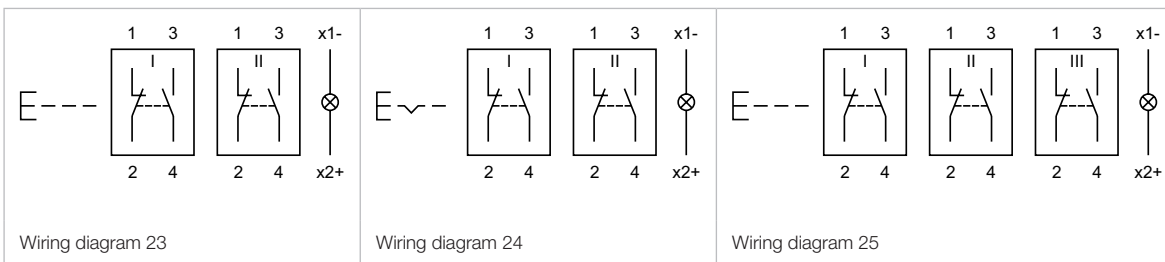 1 3 1 3 x1-
I II
2 4 2 4 x2+
Wiring diagram 23
1 3 1 3 x1-
I II
2 4 2 4 x2+
Wiring diagram 24
1 3 1 3 1 3 x1-
I II III
2 4 2 4 2 4 x2+
Wiring diagram 25